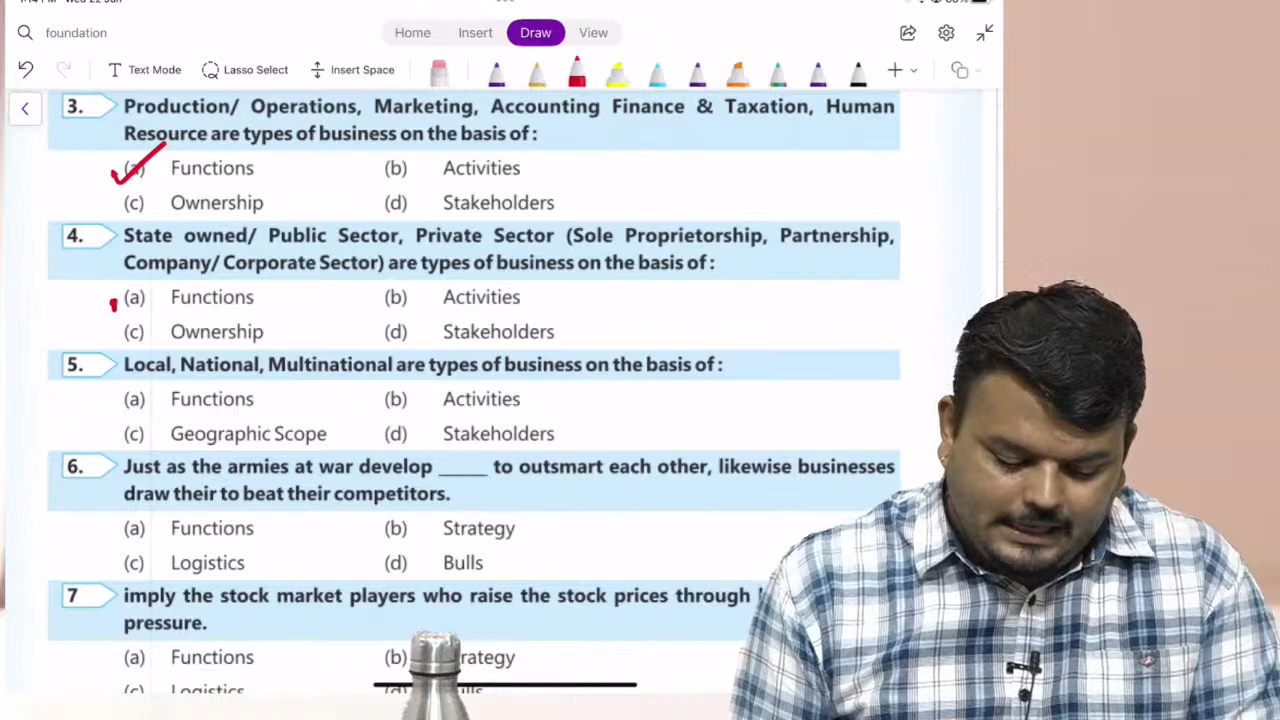 foundation
Home Insert Draw View
Text Mode Lasso Select Insert Space
3. Production/ Operations, Marketing, Accounting Finance & Taxation, Human
Resource are types of business on the basis of :
(a) Functions (b) Activities
(c) Ownership (d) Stakeholders
4. State owned/ Public Sector, Private Sector (Sole Proprietorship, Partnership,
Company/ Corporate Sector) are types of business on the basis of :
(a) Functions (b) Activities
(c) Ownership (d) Stakeholders
5. Local, National, Multinational are types of business on the basis of :
(a) Functions (b) Activities
(c) Geographic Scope (d) Stakeholders
6. Just as the armies at war develop _____ to outsmart each other, likewise businesses
draw their to beat their competitors.
(a) Functions (b) Strategy
(c) Logistics (d) Bulls
7 imply the stock market players who raise the stock prices through
pressure.
(a) Functions (b)
(c) Logistics (d)